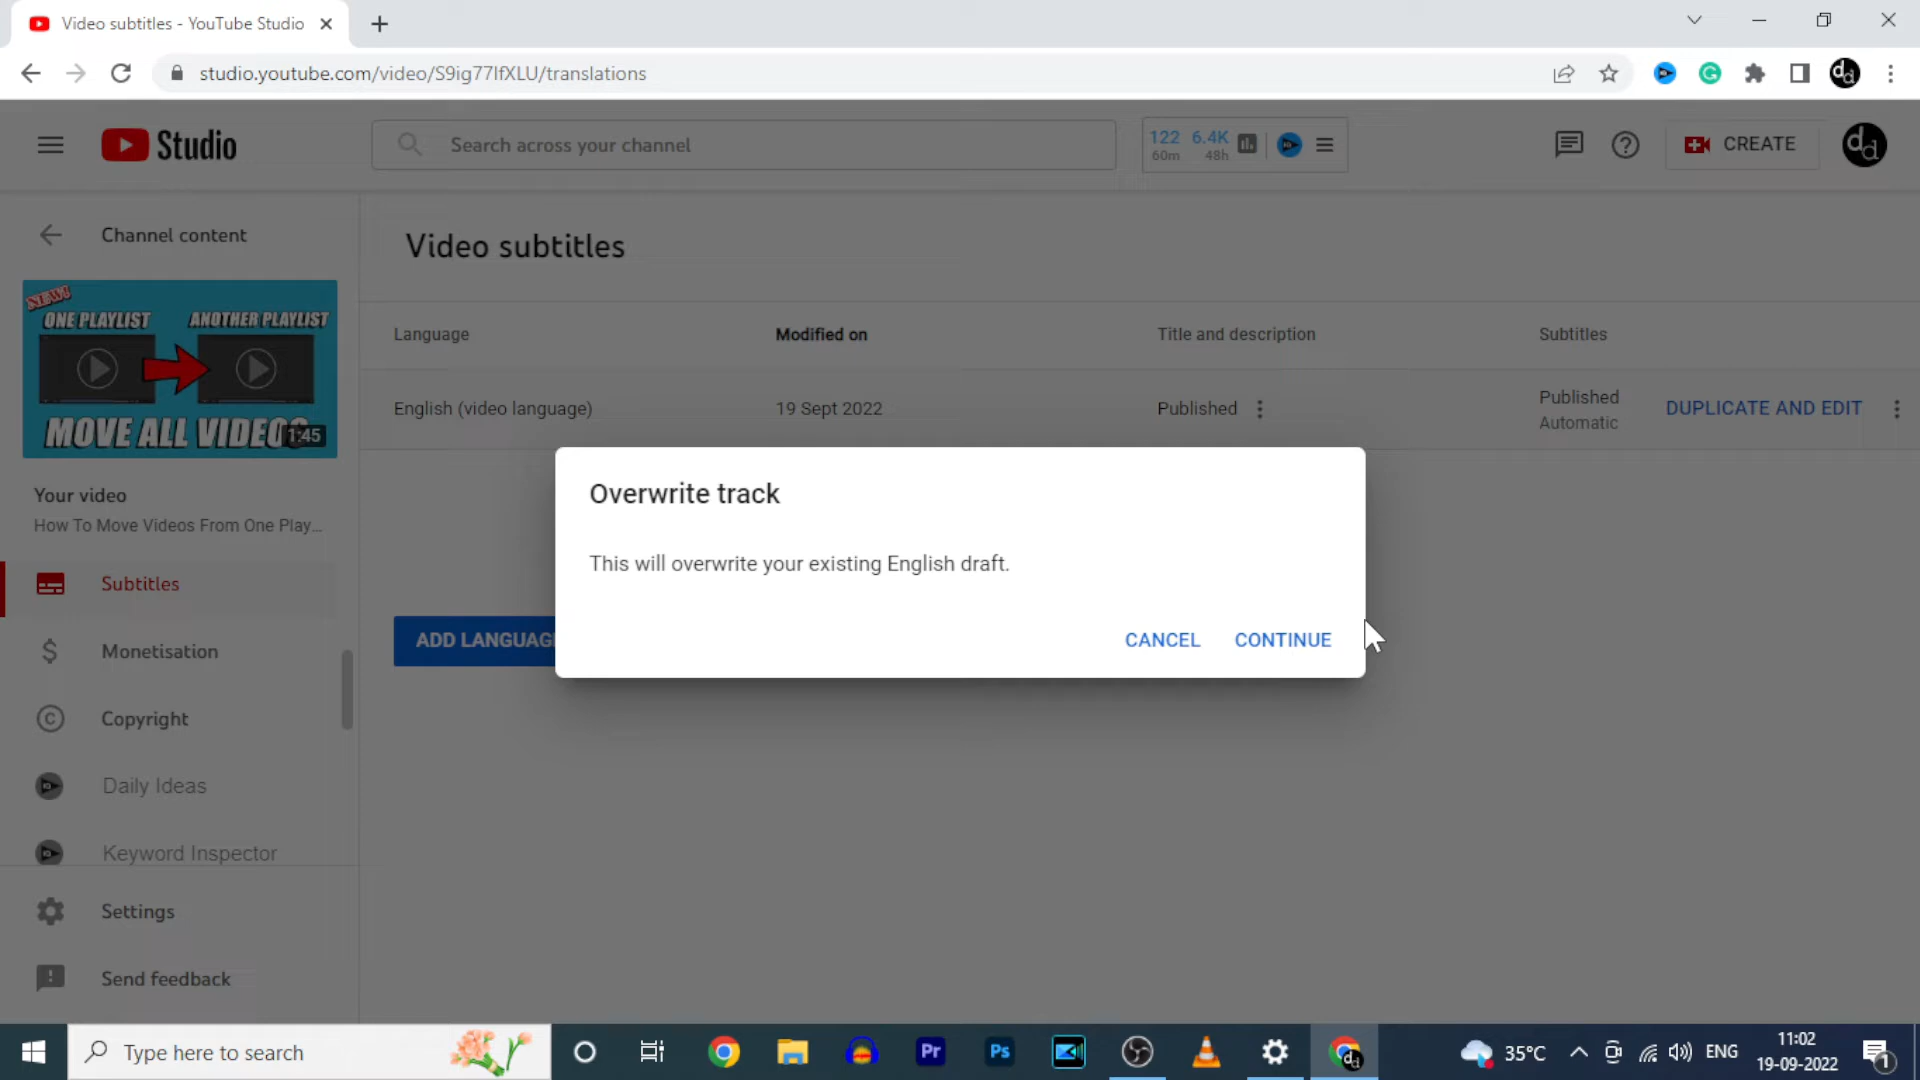 Video subtitles - YouTube Studio
studio.youtube.com/video/S9ig77IfXLU/translations
Studio
Search across your channel
122 6.4K
60m 48h
CREATE
dd
Channel content
Video subtitles
NEW!
ONE PLAYLIST ANOTHER PLAYLIST
MOVE ALL VIDEOS
1:45
Language Modified on Title and description Subtitles
English (video language) 19 Sept 2022 Published Published DUPLICATE AND EDIT
Automatic
Your video
How To Move Videos From One Play...
Overwrite track
This will overwrite your existing English draft.
CANCEL CONTINUE
ADD LANGUAG
Subtitles
Monetisation
Copyright
Daily Ideas
Keyword Inspector
Settings
Send feedback
Type here to search
Pr
Ps
35°C
ENG
11:02
19-09-2022
1